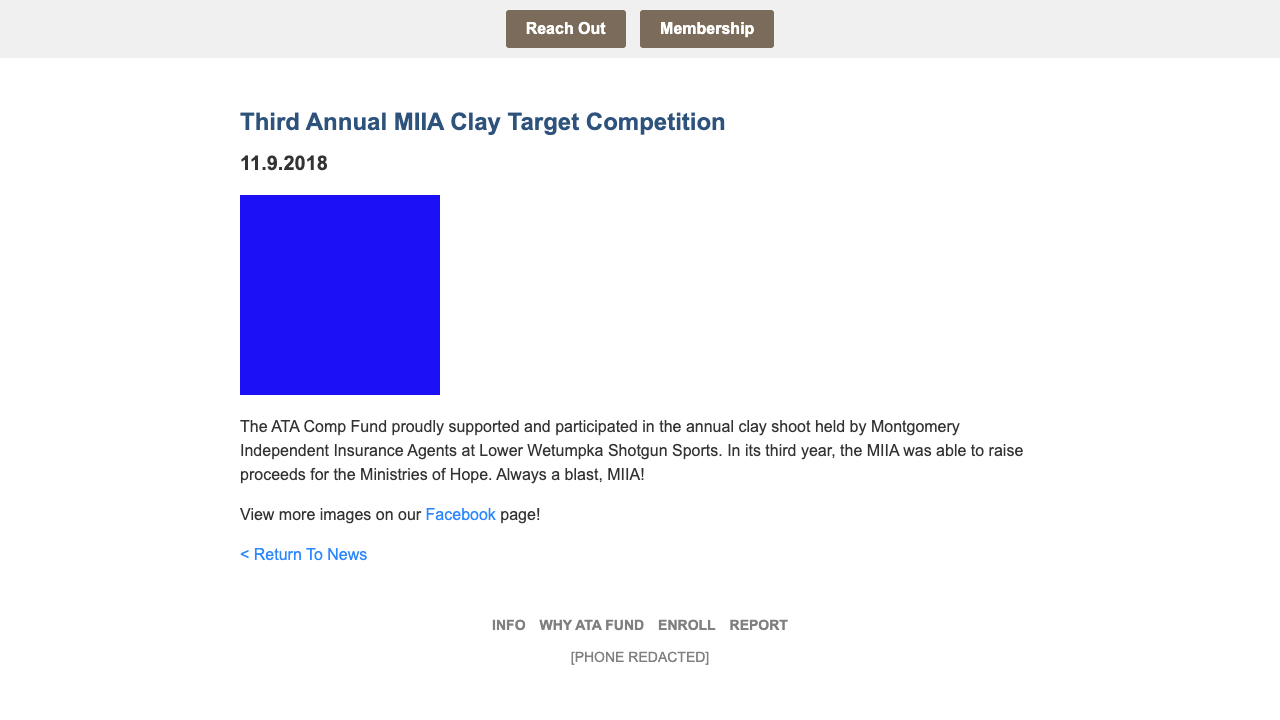 Reach Out Membership
Third Annual MIIA Clay Target Competition
11.9.2018
The ATA Comp Fund proudly supported and participated in the annual clay shoot held by Montgomery
Independent Insurance Agents at Lower Wetumpka Shotgun Sports. In its third year, the MIIA was able to raise
proceeds for the Ministries of Hope. Always a blast, MIIA!
View more images on our Facebook page!
< Return To News
INFO WHY ATA FUND ENROLL REPORT
[PHONE REDACTED]